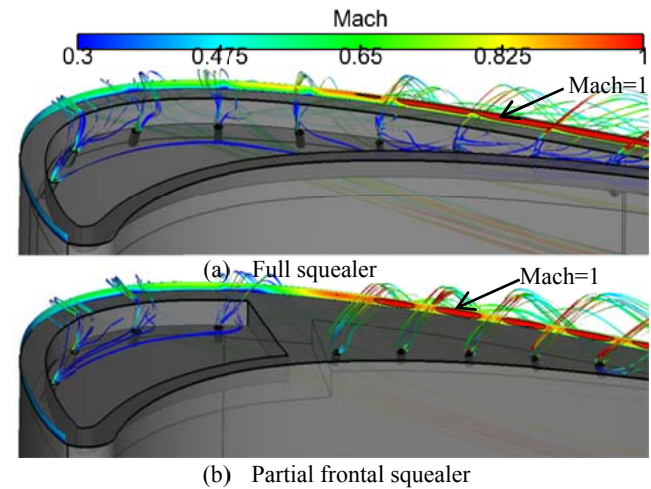 Mach
0.3 0.475 0.65 0.825 1
Mach=1
(a) Full squealer
Mach=1
(b) Partial frontal squealer